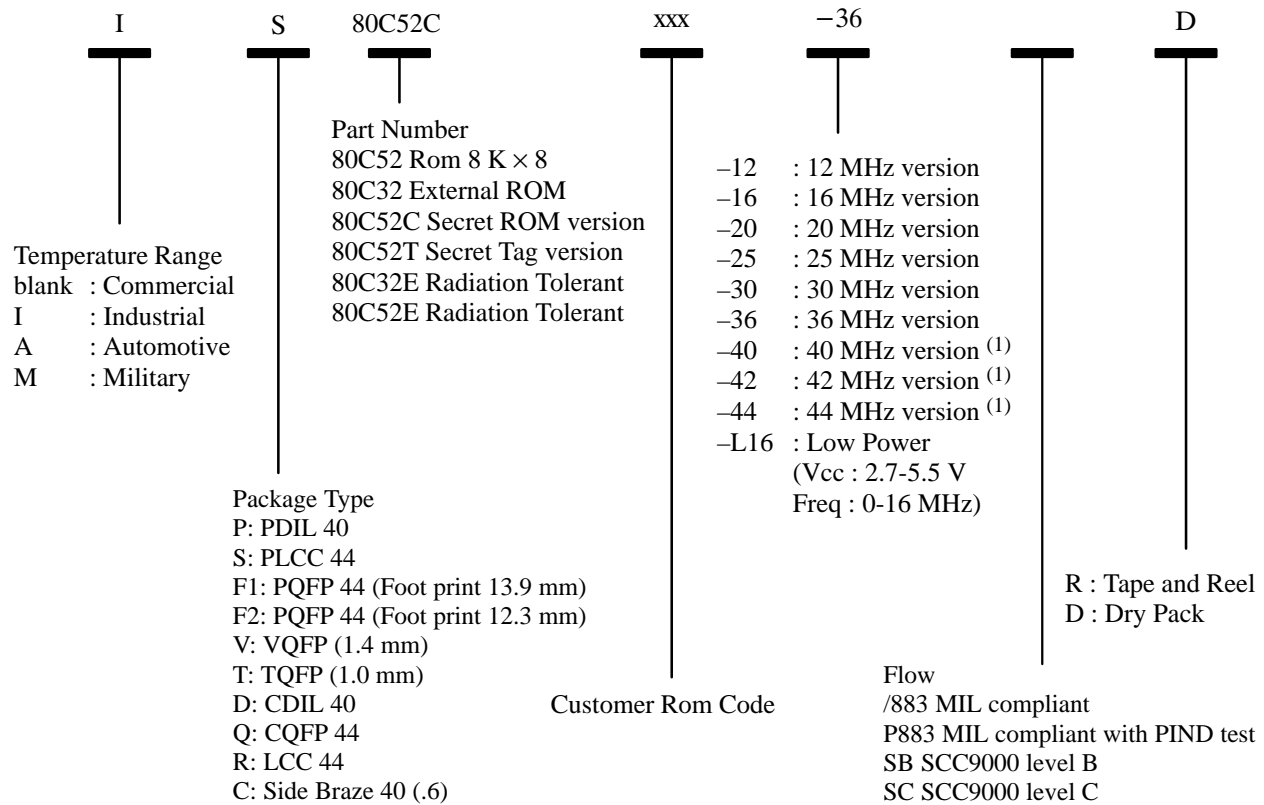 I S 80C52C xxx −36 D
Part Number
80C52 Rom 8 K × 8
80C32 External ROM
80C52C Secret ROM version
80C52T Secret Tag version
80C32E Radiation Tolerant
80C52E Radiation Tolerant
–12 : 12 MHz version
–16 : 16 MHz version
–20 : 20 MHz version
–25 : 25 MHz version
–30 : 30 MHz version
–36 : 36 MHz version
–40 : 40 MHz version (1)
–42 : 42 MHz version (1)
–44 : 44 MHz version (1)
–L16 : Low Power
(Vcc : 2.7-5.5 V
Freq : 0-16 MHz)
Temperature Range
blank : Commercial
I : Industrial
A : Automotive
M : Military
Package Type
P: PDIL 40
S: PLCC 44
F1: PQFP 44 (Foot print 13.9 mm)
F2: PQFP 44 (Foot print 12.3 mm)
V: VQFP (1.4 mm)
T: TQFP (1.0 mm)
D: CDIL 40
Q: CQFP 44
R: LCC 44
C: Side Braze 40 (.6)
Customer Rom Code
R : Tape and Reel
D : Dry Pack
Flow
/883 MIL compliant
P883 MIL compliant with PIND test
SB SCC9000 level B
SC SCC9000 level C